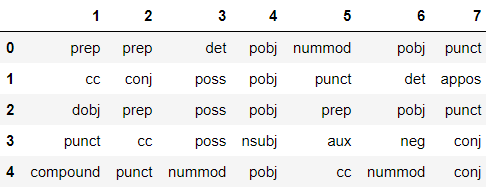 1 2 3 4 5 6 7
0 prep prep det pobj nummod pobj punct
1 cc conj poss pobj punct det appos
2 dobj prep poss pobj prep pobj punct
3 punct cc poss nsubj aux neg conj
4 compound punct nummod pobj cc nummod conj